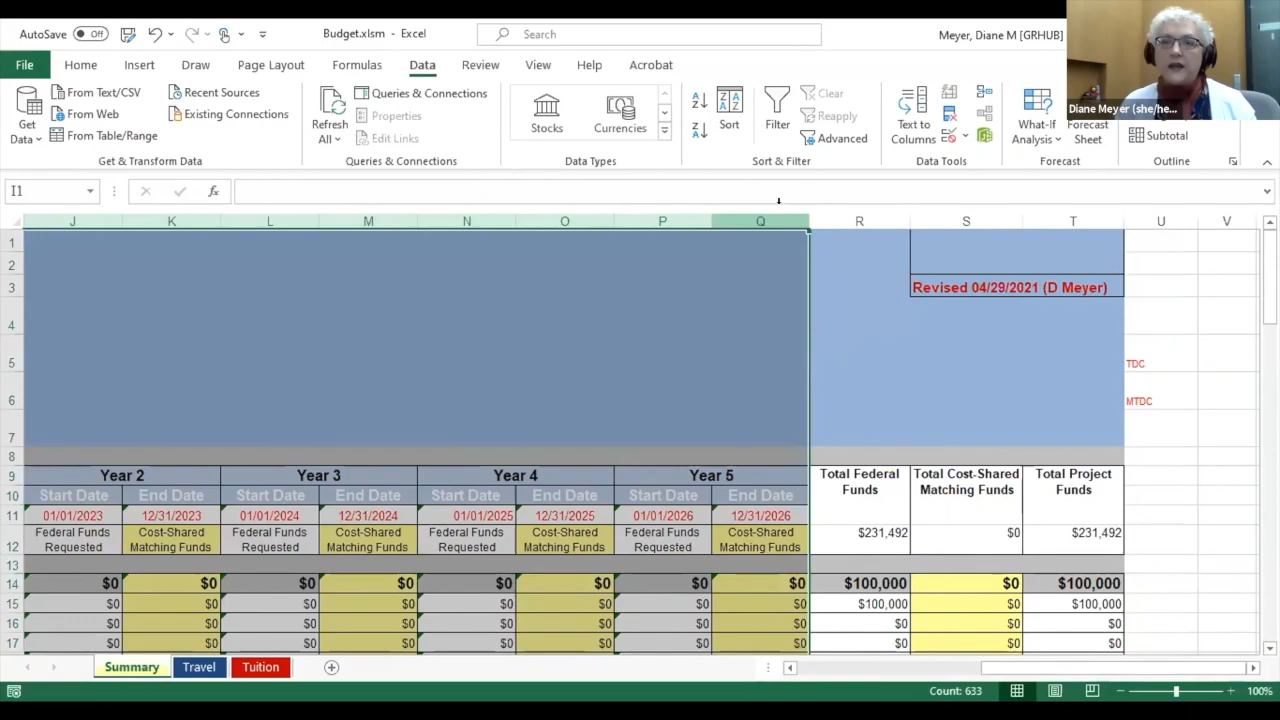 AutoSave Off Budget.xlsm - Excel Search Meyer, Diane M [GRHUB]
File Home Insert Draw Page Layout Formulas Data Review View Help Acrobat
Diane Meyer (she/he...
Get Data
From Text/CSV
From Web
From Table/Range
Recent Sources
Existing Connections
Get & Transform Data
Refresh All
Queries & Connections
Properties
Edit Links
Queries & Connections
Stocks
Currencies
Data Types
Sort
Filter
Clear
Reapply
Advanced
Sort & Filter
Text to Columns
Data Tools
What-If Analysis
Forecast Sheet
Forecast
Subtotal
Outline
I1
fx
J K L M N O P Q R S T U V
1
2
3 Revised 04/29/2021 (D Meyer)
4
5 TDC
6 MTDC
7
8
9 Year 2 Year 3 Year 4 Year 5 Total Federal Funds Total Cost-Shared Matching Funds Total Project Funds
10 Start Date End Date Start Date End Date Start Date End Date Start Date End Date
11 01/01/2023 12/31/2023 01/01/2024 12/31/2024 01/01/2025 12/31/2025 01/01/2026 12/31/2026
12 Federal Funds Requested Cost-Shared Matching Funds Federal Funds Requested Cost-Shared Matching Funds Federal Funds Requested Cost-Shared Matching Funds Federal Funds Requested Cost-Shared Matching Funds $231,492 $0 $231,492
13
14 $0 $0 $0 $0 $0 $0 $0 $0 $100,000 $0 $100,000
15 $0 $0 $0 $0 $0 $0 $0 $0 $100,000 $0 $100,000
16 $0 $0 $0 $0 $0 $0 $0 $0 $0 $0 $0
17 $0 $0 $0 $0 $0 $0 $0 $0 $0 $0 $0
Summary Travel Tuition
Count: 633 100%